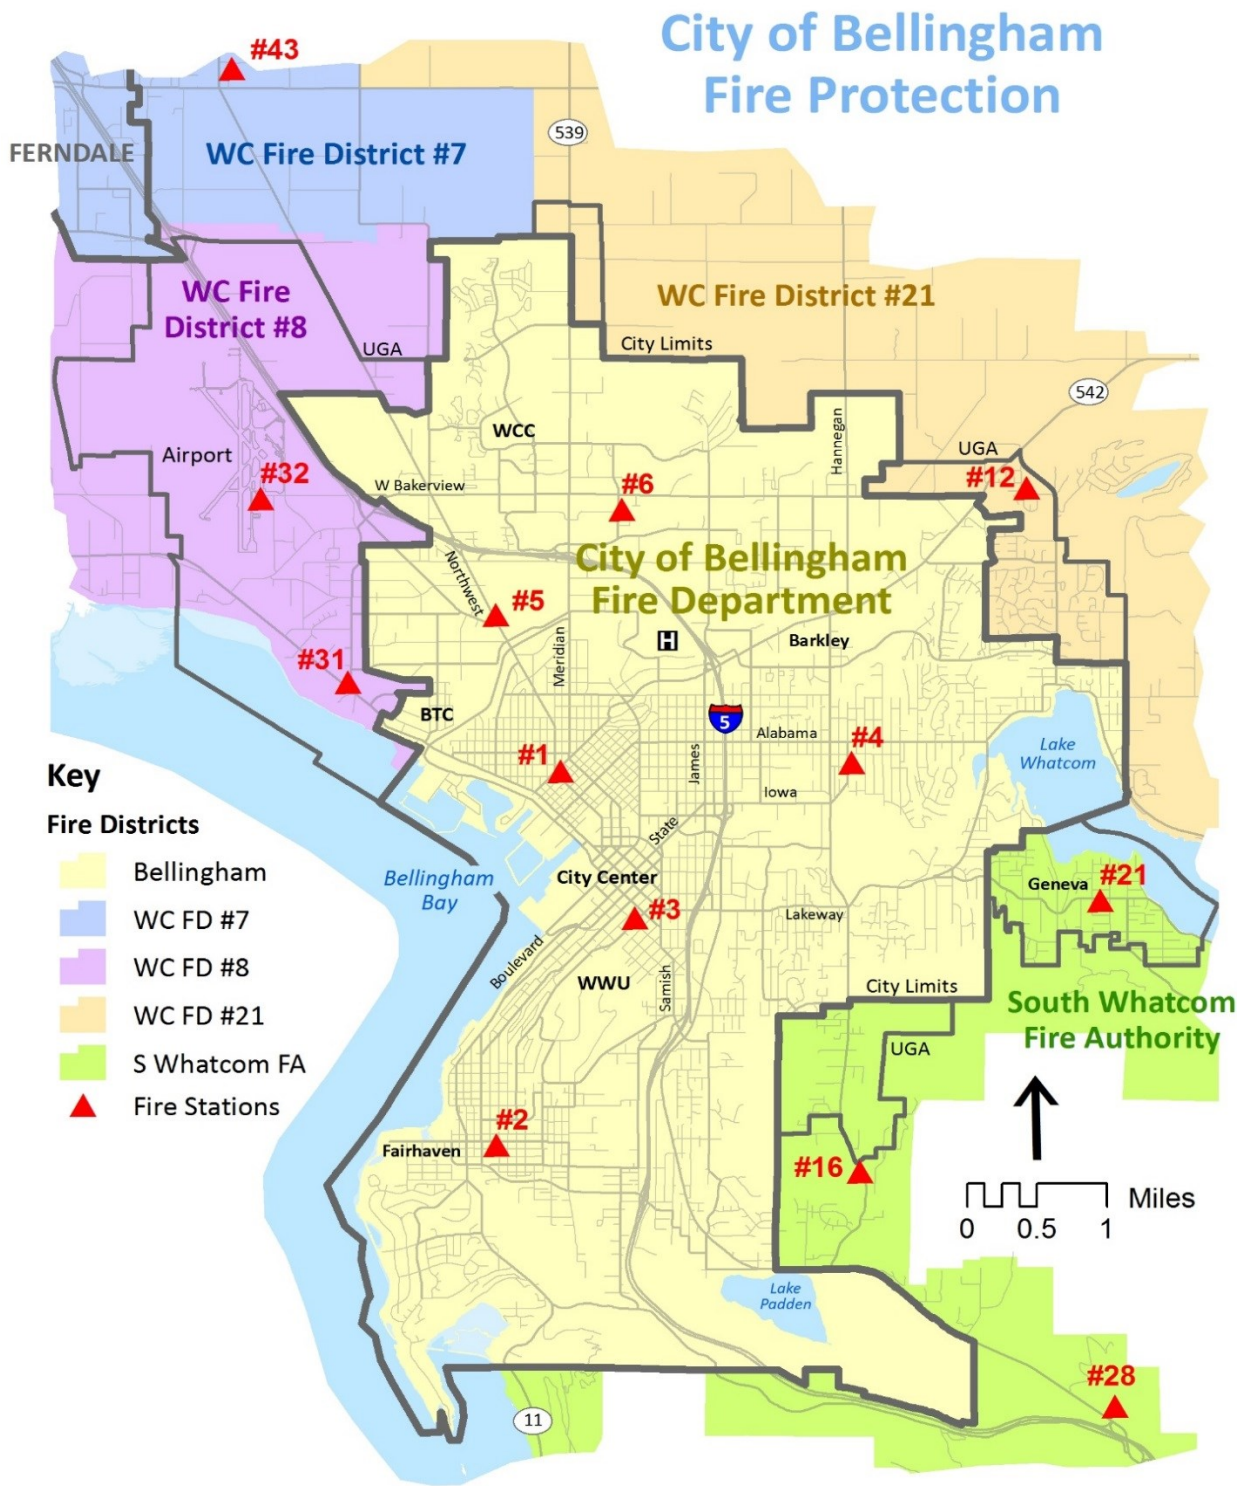 City of Bellingham
Fire Protection
#43
539
FERNDALE
WC Fire District #7
WC Fire
District #8
WC Fire District #21
UGA
City Limits
542
WCC
Hannegan
UGA
Airport
#32
W Bakerview
#6
#12
City of Bellingham
Fire Department
Northwest
#5
H
Barkley
Meridian
#31
BTC
5
Alabama
#4
Lake
Whatcom
#1
James
Iowa
State
Key
Fire Districts
Bellingham
WC FD #7
WC FD #8
WC FD #21
S Whatcom FA
Fire Stations
Bellingham
Bay
City Center
Geneva
#21
#3
Lakeway
Boulevard
WWU
Samish
City Limits
South Whatcom
Fire Authority
UGA
#2
Fairhaven
#16
Miles
0 0.5 1
Lake
Padden
#28
11